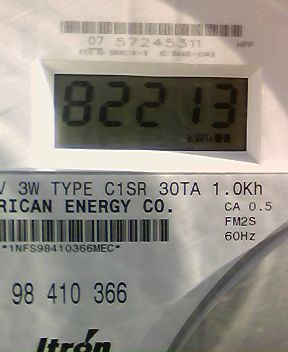 07 57245311
82213
kWh
V 3W TYPE C1SR 30TA 1.0Kh
RICAN ENERGY CO. CA 0.5
FM2S
*1NFS98410366MEC* 60Hz
98 410 366
Itrón